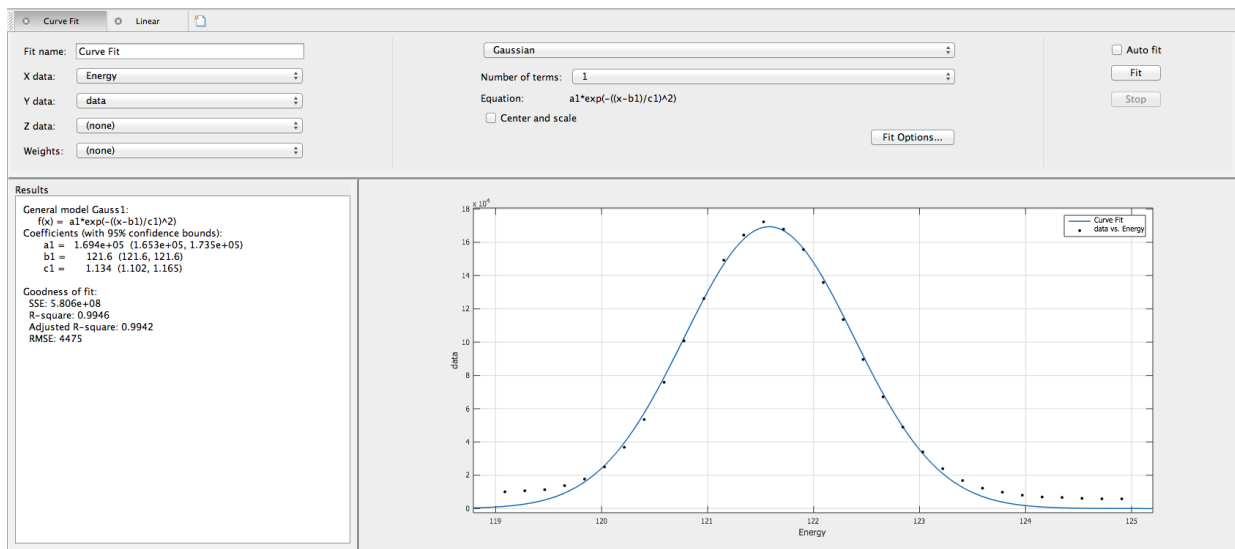 Curve Fit
Linear
Fit name: Curve Fit
X data: Energy
Y data: data
Z data: (none)
Weights: (none)
Gaussian
Number of terms: 1
Equation: a1*exp(-((x-b1)/c1)^2)
Center and scale
Fit Options...
Auto fit
Fit
Stop
Results
General model Gauss1:
f(x) = a1*exp(-((x-b1)/c1)^2)
Coefficients (with 95% confidence bounds):
a1 = 1.694e+05 (1.653e+05, 1.735e+05)
b1 = 121.6 (121.6, 121.6)
c1 = 1.134 (1.102, 1.165)
Goodness of fit:
SSE: 5.806e+08
R-square: 0.9946
Adjusted R-square: 0.9942
RMSE: 4475
× 10⁴
18
16
14
12
10
8
6
4
2
0
data
119 120 121 122 123 124 125
Energy
Curve Fit
data vs. Energy